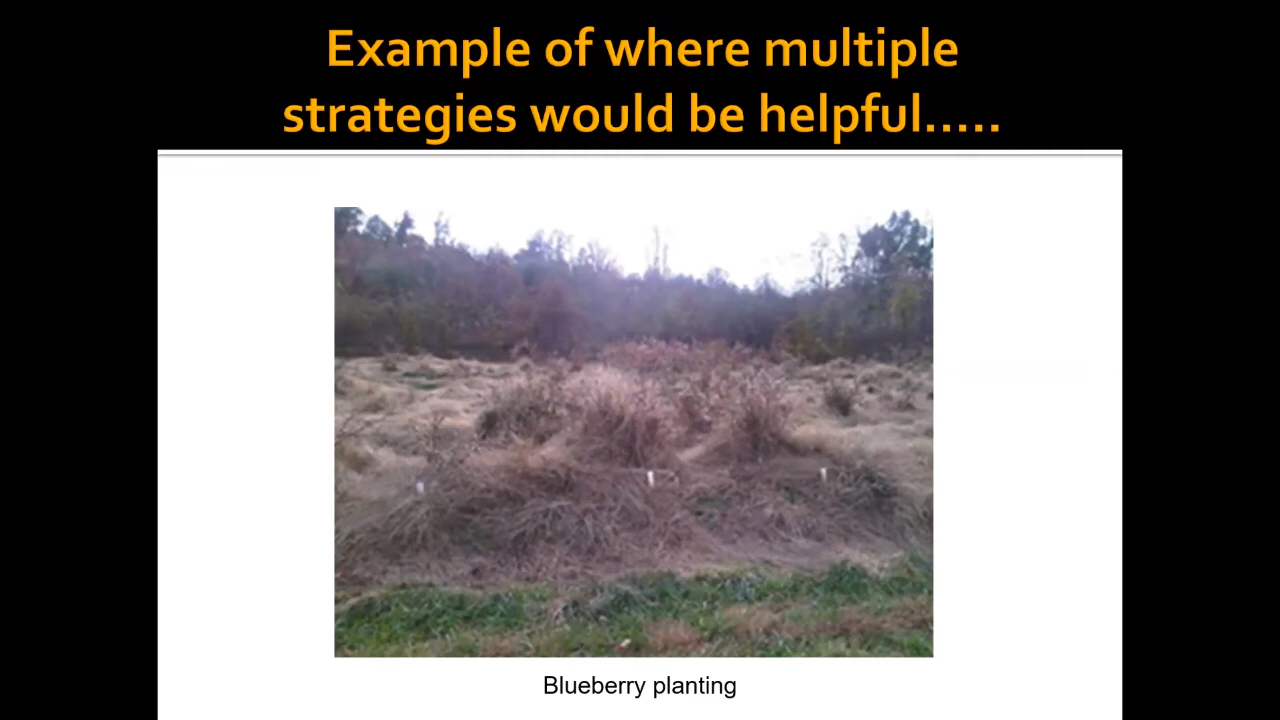 Example of where multiple
strategies would be helpful.....
Blueberry planting